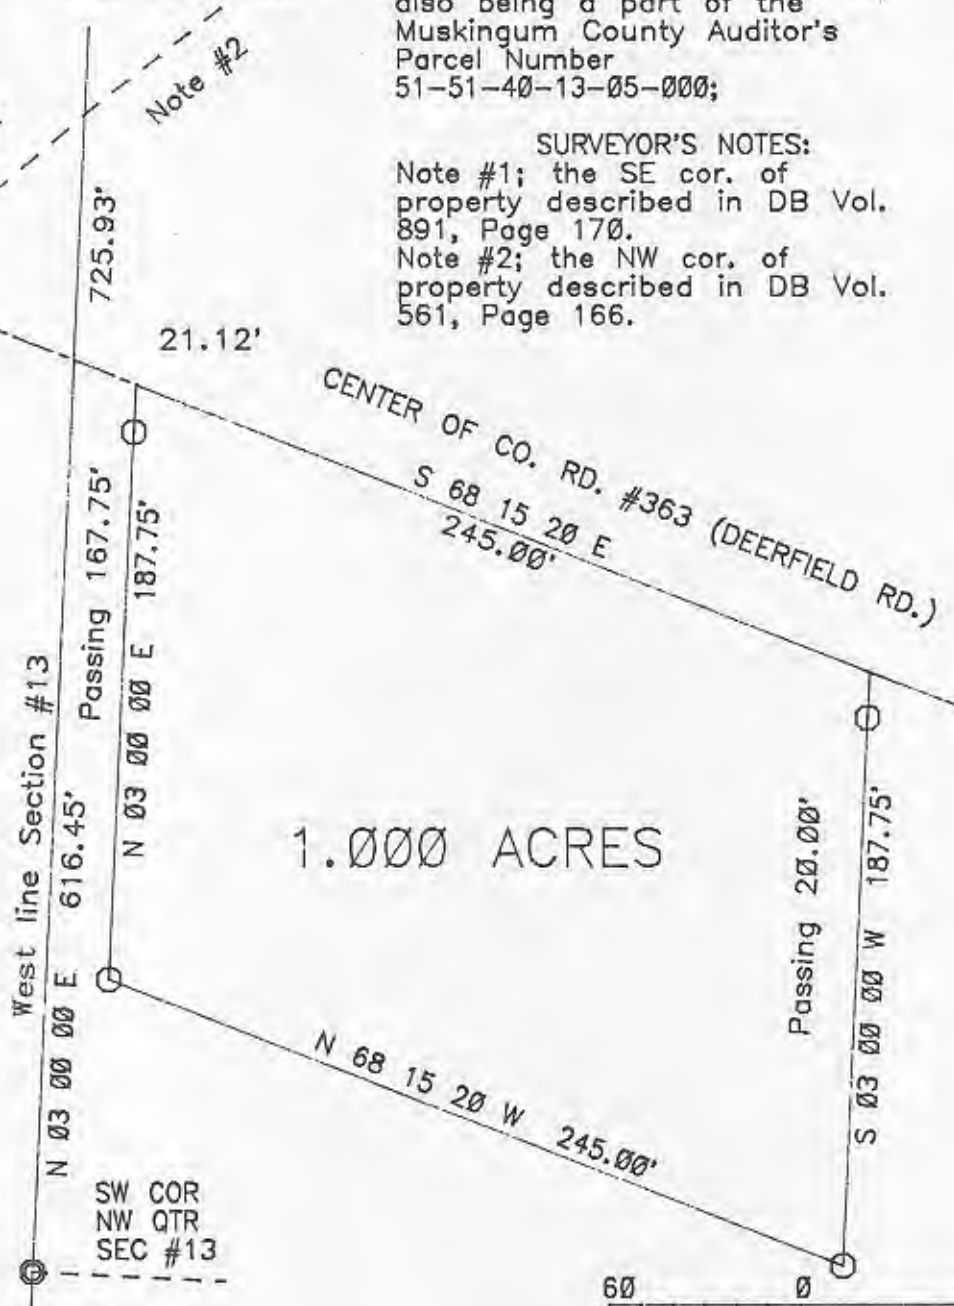 also being a part of the
Muskingum County Auditor's
Parcel Number
51-51-40-13-05-000;
SURVEYOR'S NOTES:
Note #1; the SE cor. of
property described in DB Vol.
891, Page 170.
Note #2; the NW cor. of
property described in DB Vol.
561, Page 166.
Note #2
725.93'
21.12'
CENTER OF CO. RD. #363 (DEERFIELD RD.)
S 68 15 20 E
245.00'
Passing 167.75'
N 03 00 00 E 187.75'
West line Section #13
N 03 00 00 E 616.45'
1.000 ACRES
Passing 20.00'
S 03 00 00 W 187.75'
N 68 15 20 W 245.00'
SW COR
NW QTR
SEC #13
60 0